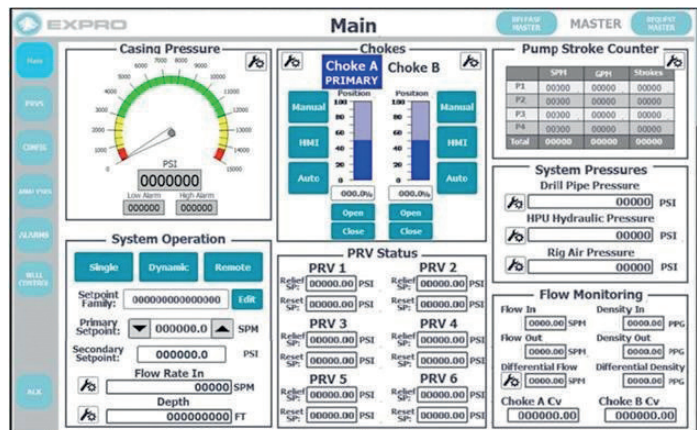 EXPRO
Main
RELEASE MASTER
MASTER
REQUEST MASTER
Main
PRVS
CONFIG
ALARMS
WELL CONTROL
ACK
Casing Pressure
0 1000 2000 3000 4000 5000 6000 7000 8000 9000 10000 11000 12000 13000 14000 15000
PSI
0000000
Low Alarm High Alarm
000000 000000
Chokes
Choke A PRIMARY
Choke B
Position Position
100 100
80 80
60 60
40 40
20 20
0 0
Manual Manual
HMI HMI
Auto Auto
000.0% 000.0%
Open Open
Close Close
Pump Stroke Counter
SPM GPM Strokes
P1 00300 00000 00000
P2 00000 00000 00000
P3 00000 00000 00000
P4 00000 00000 00000
Total 00000 00000 00000
System Pressures
Drill Pipe Pressure
00000 PSI
HPU Hydraulic Pressure
00000 PSI
Rig Air Pressure
00000 PSI
System Operation
Single Dynamic Remote
Setpoint Family: 00000000000000 Edit
Primary Setpoint: 000000.0 SPM
Secondary Setpoint: 000000.0 PSI
Flow Rate In
00000 SPM
Depth
000000000 FT
PRV Status
PRV 1 PRV 2
Relief SP: 00000.00 PSI Relief SP: 00000.00 PSI
Reset SP: 00000.00 PSI Reset SP: 00000.00 PSI
PRV 3 PRV 4
Relief SP: 00000.00 PSI Relief SP: 00000.00 PSI
Reset SP: 00000.00 PSI Reset SP: 00000.00 PSI
PRV 5 PRV 6
Relief SP: 00000.00 PSI Relief SP: 00000.00 PSI
Reset SP: 00000.00 PSI Reset SP: 00000.00 PSI
Flow Monitoring
Flow In Density In
0000.00 SPM 0000.00 PPG
Flow Out Density Out
0000.00 SPM 0000.00 PPG
Differential Flow Differential Density
0000.00 SPM 0000.00 PPG
Choke A Cv Choke B Cv
000000.00 000000.00